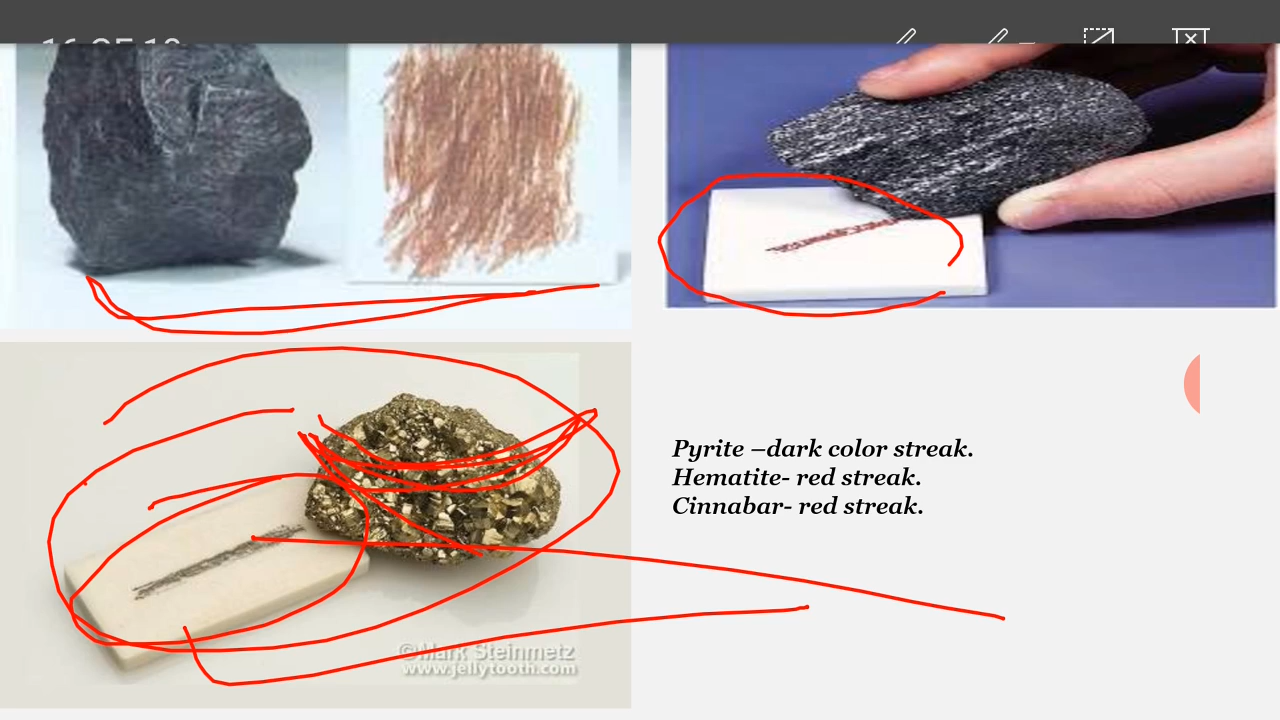 Pyrite –dark color streak.
Hematite- red streak.
Cinnabar- red streak.
©Mark Steinmetz
www.jellytooth.com